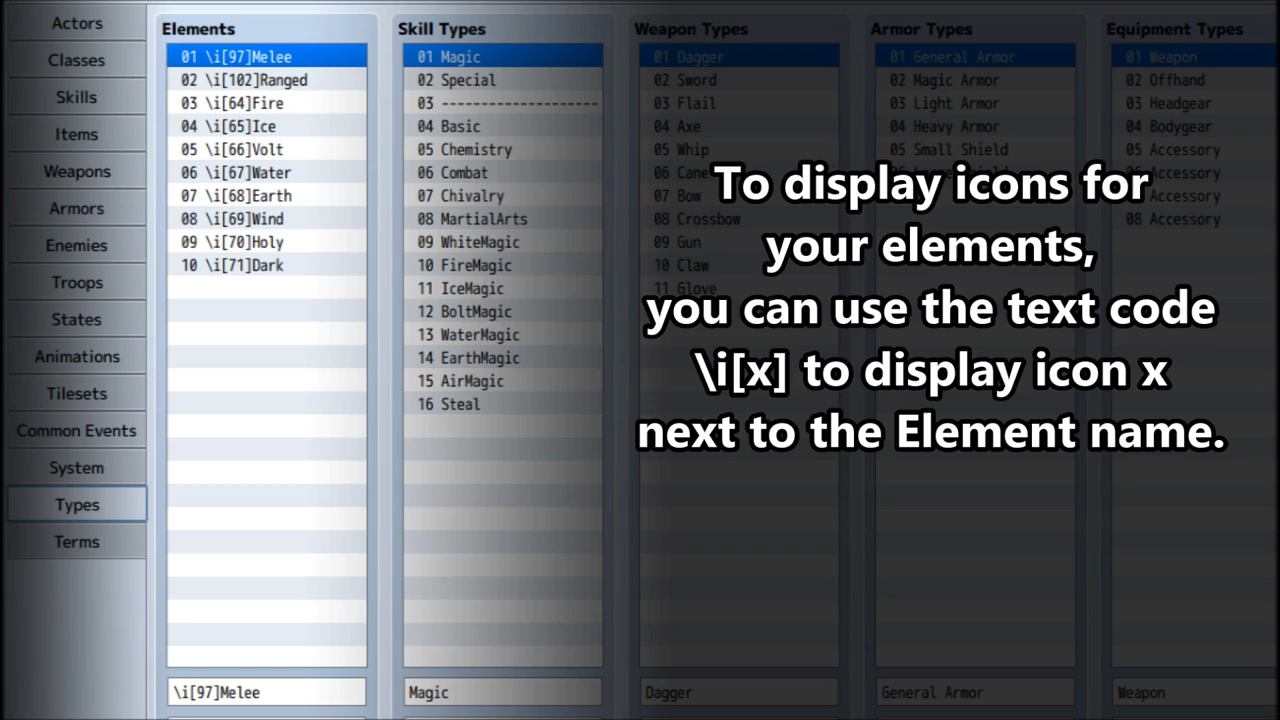 Actors
Classes
Skills
Items
Weapons
Armors
Enemies
Troops
States
Animations
Tilesets
Common Events
System
Types
Terms
Elements
01 \i[97]Melee
02 \i[102]Ranged
03 \i[64]Fire
04 \i[65]Ice
05 \i[66]Volt
06 \i[67]Water
07 \i[68]Earth
08 \i[69]Wind
09 \i[70]Holy
10 \i[71]Dark
\i[97]Melee
Skill Types
01 Magic
02 Special
03 --------------------
04 Basic
05 Chemistry
06 Combat
07 Chivalry
08 MartialArts
09 WhiteMagic
10 FireMagic
11 IceMagic
12 BoltMagic
13 WaterMagic
14 EarthMagic
15 AirMagic
16 Steal
Magic
Weapon Types
01 Dagger
02 Sword
03 Flail
04 Axe
05 Whip
06 Cane
07 Bow
08 Crossbow
09 Gun
10 Claw
11 Glove
Dagger
Armor Types
01 General Armor
02 Magic Armor
03 Light Armor
04 Heavy Armor
05 Small Shield
General Armor
Equipment Types
01 Weapon
02 Offhand
03 Headgear
04 Bodygear
05 Accessory
Accessory
Accessory
08 Accessory
Weapon
To display icons for
your elements,
you can use the text code
\i[x] to display icon x
next to the Element name.